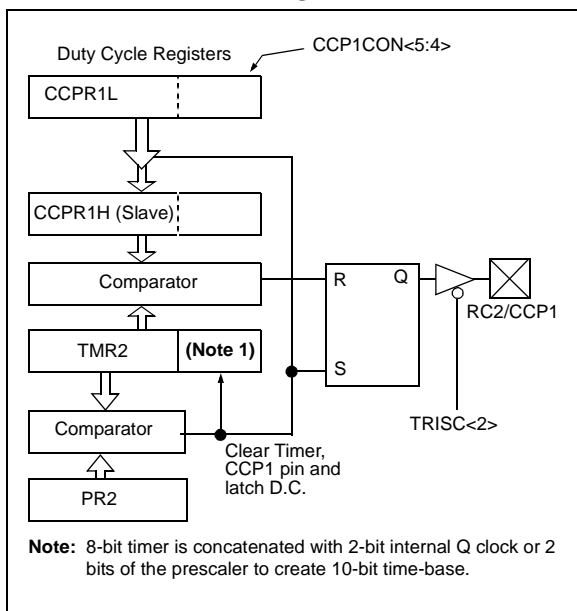 Duty Cycle Registers
CCP1CON<5:4>
CCPR1L
CCPR1H (Slave)
Comparator
R
Q
RC2/CCP1
TMR2
(Note 1)
S
TRISC<2>
Comparator
Clear Timer,
CCP1 pin and
latch D.C.
PR2
Note: 8-bit timer is concatenated with 2-bit internal Q clock or 2
bits of the prescaler to create 10-bit time-base.